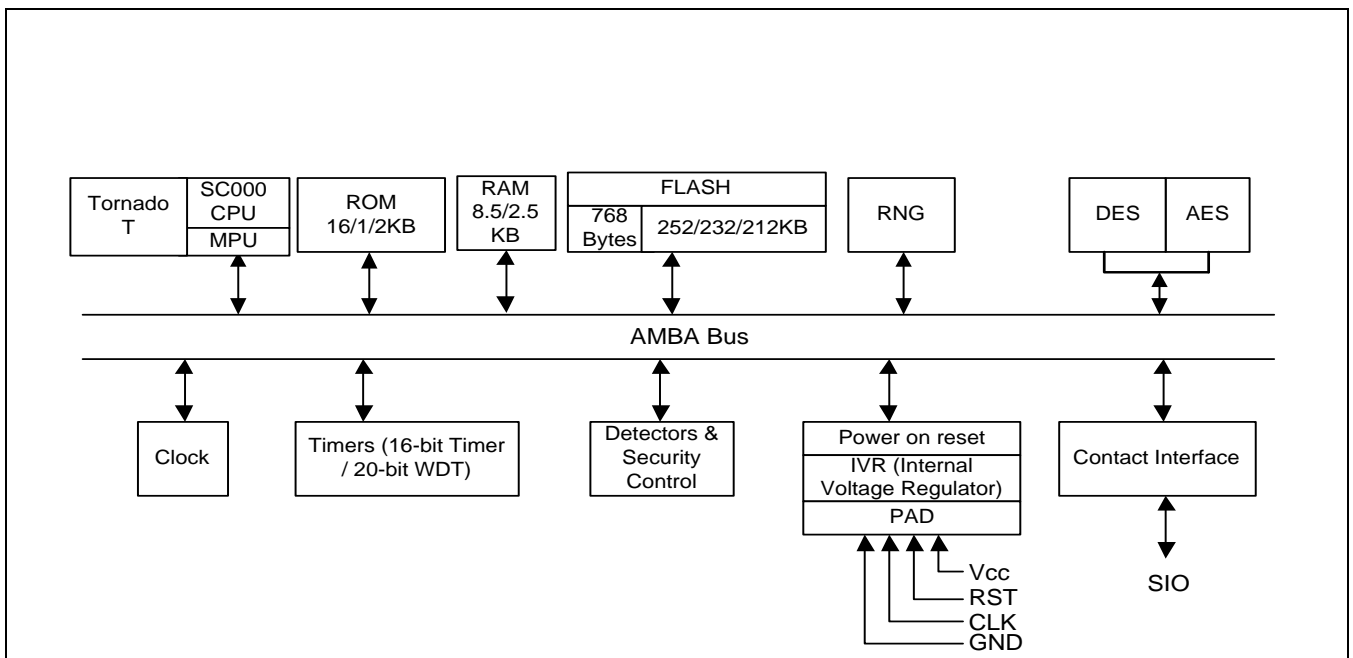 Tornado
T
SC000
CPU
MPU
ROM
16/1/2KB
RAM
8.5/2.5
KB
FLASH
768
Bytes
252/232/212KB
RNG
DES
AES
AMBA Bus
Clock
Timers (16-bit Timer
/ 20-bit WDT)
Detectors &
Security
Control
Power on reset
IVR (Internal
Voltage Regulator)
PAD
Contact Interface
Vcc
RST
CLK
GND
SIO